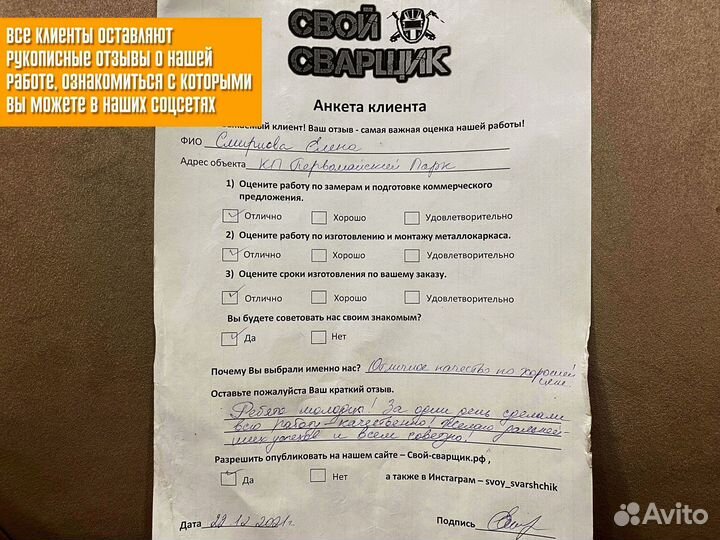 все клиенты оставляют
рукописные отзывы о нашей
работе, ознакомиться с которыми
вы можете в наших соцсетях
СВОЙ
СВАРЩИК
Анкета клиента
клиент! Ваш отзыв - самая важная оценка нашей работы!
ФИО Смирнова Елена
Адрес объекта КП Первомайский Парк
1) Оцените работу по замерам и подготовке коммерческого
предложения.
Отлично Хорошо Удовлетворительно
2) Оцените работу по изготовлению и монтажу металлокаркаса.
Отлично Хорошо Удовлетворительно
3) Оцените сроки изготовления по вашему заказу.
Отлично Хорошо Удовлетворительно
Вы будете советовать нас своим знакомым?
Да Нет
Почему Вы выбрали именно нас? Отличное качество по хорошей
цене.
Оставьте пожалуйста Ваш краткий отзыв.
Ребята молодцы! За один день сделали
всю работу качественно! Желаю дальней-
ших успехов и всем советую!
Разрешить опубликовать на нашем сайте – Свой-сварщик.рф ,
Да Нет а также в Инстаграм – svoy_svarshchik
Дата 22.12.2021г. Подпись
Avito